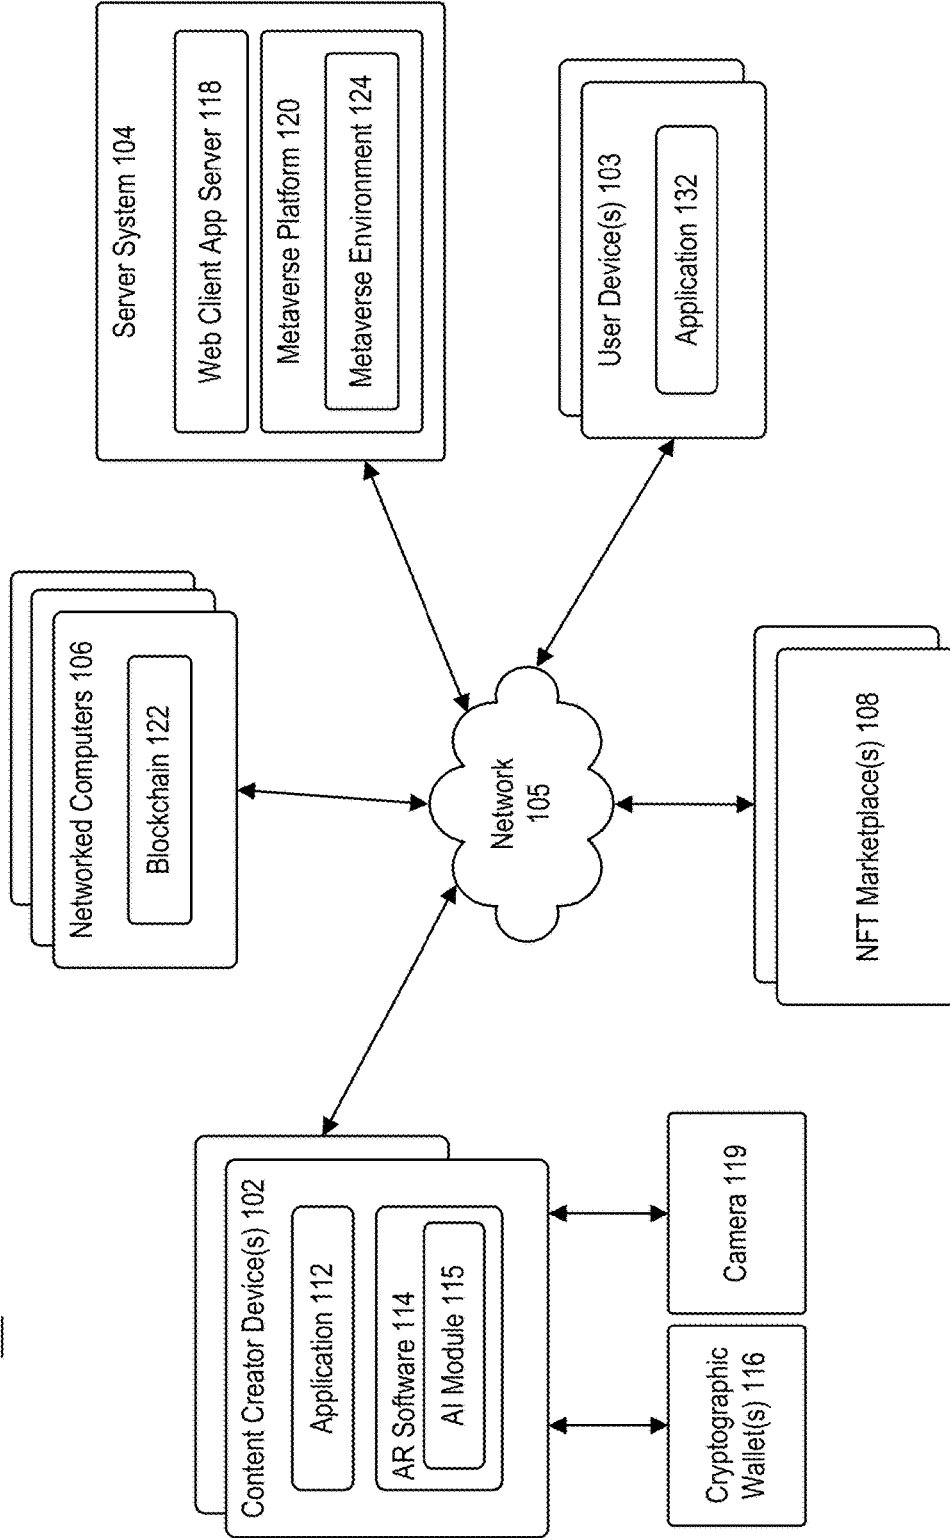 Content Creator Device(s) 102
Application 112
AR Software 114
AI Module 115
Cryptographic
Wallet(s) 116
Camera 119
Networked Computers 106
Blockchain 122
Network
105
NFT Marketplace(s) 108
Server System 104
Web Client App Server 118
Metaverse Platform 120
Metaverse Environment 124
User Device(s) 103
Application 132